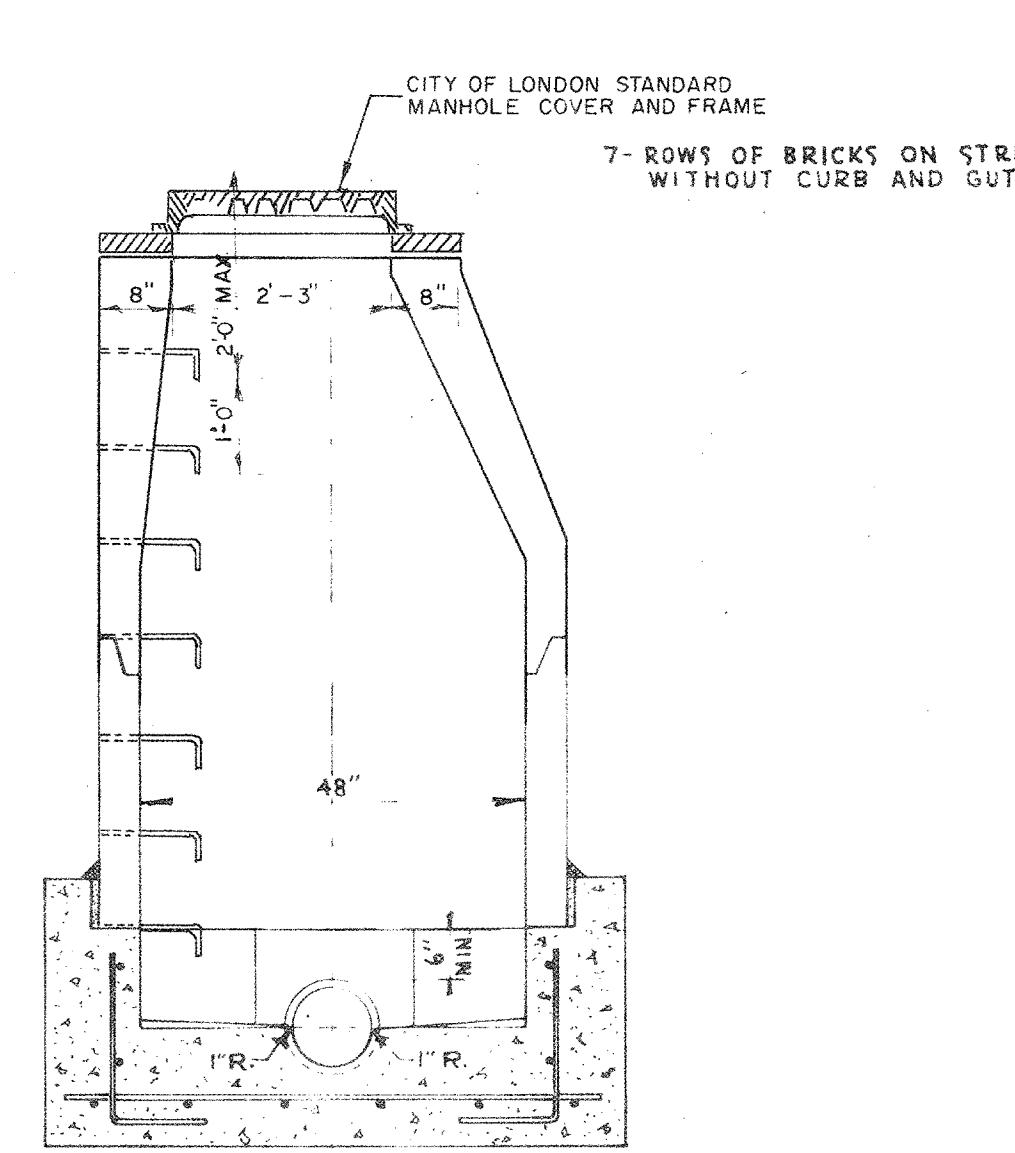 CITY OF LONDON STANDARD
MANHOLE COVER AND FRAME
7- ROWS OF BRICKS ON
WITHOUT CURB AND
8" 2'-3" 8"
2'-0" MAX
1'-0"
48"
6"
MIN
1"R. 1"R.